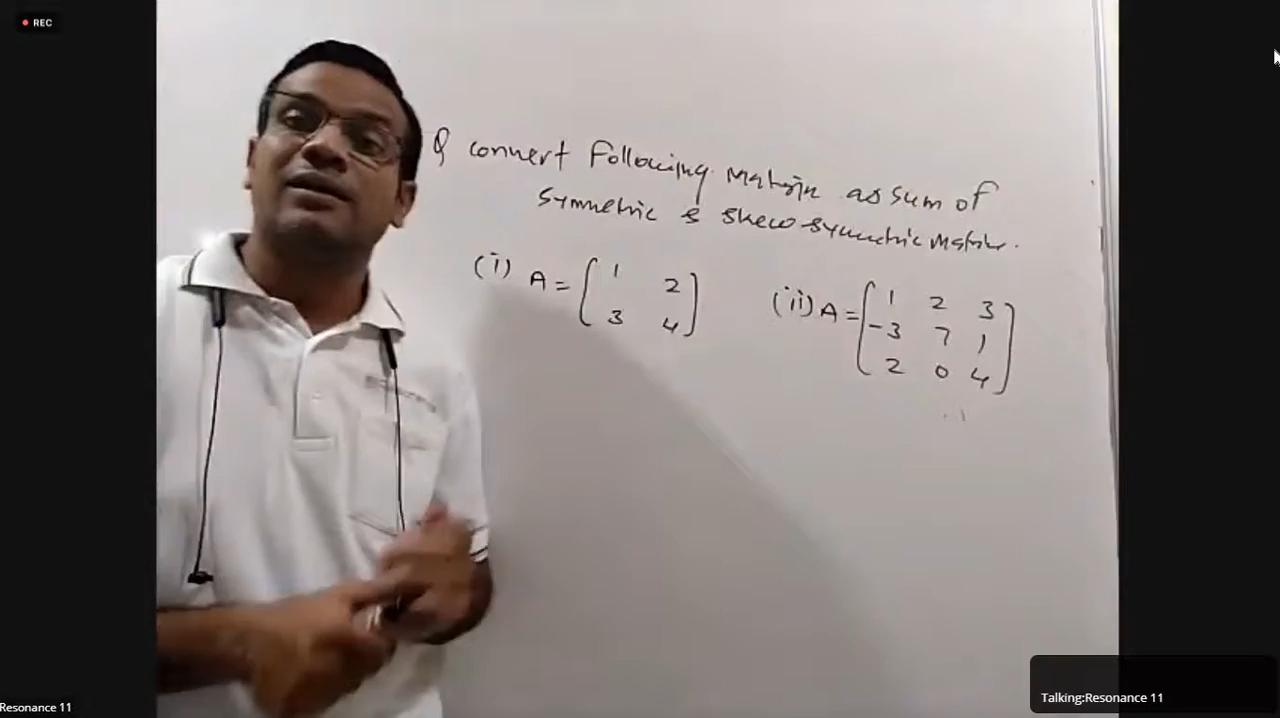 REC
Q convert Following Matrix as sum of
symmetric & skew-symmetric Matrix.
(i) A = [1 2
3 4]
(ii) A = [1 2 3
-3 7 1
2 0 4]
Talking:Resonance 11
Resonance 11